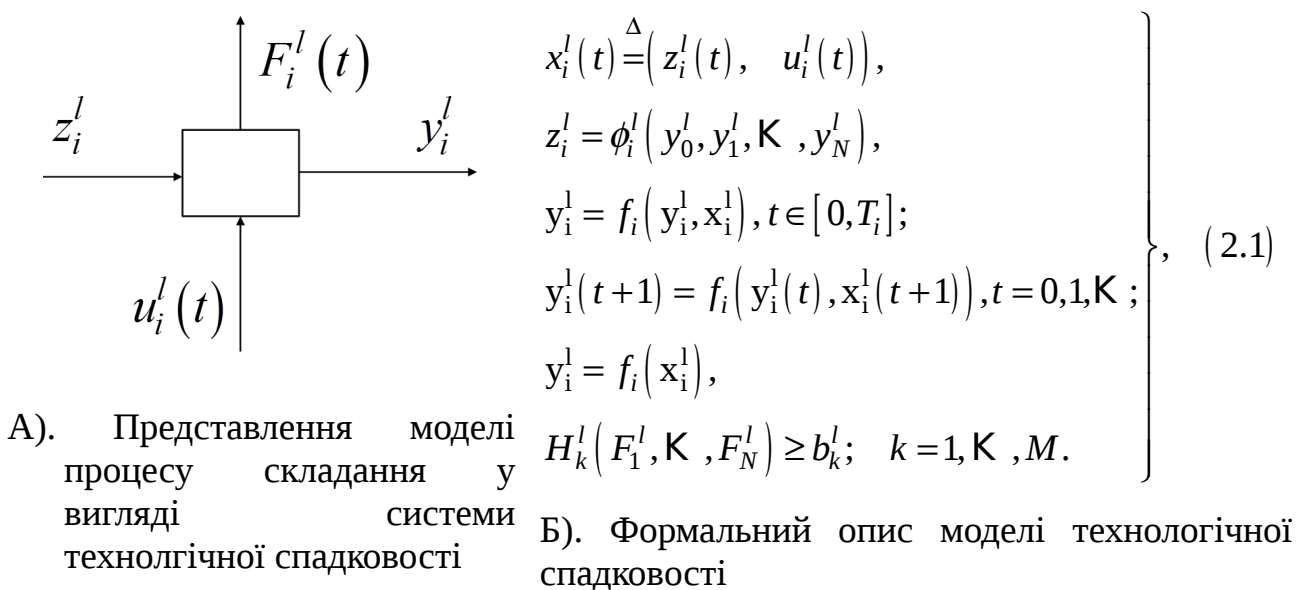 F_i^l(t)
z_i^l
y_i^l
u_i^l(t)
А). Представлення моделі
процесу складання у
вигляді системи
технолгічної спадковості
x_i^l(t) ≜ (z_i^l(t), u_i^l(t)),
z_i^l = ϕ_i^l(y_0^l, y_1^l, K , y_N^l),
y_i^l = f_i(y_i^l, x_i^l), t ∈ [0, T_i];
y_i^l(t+1) = f_i(y_i^l(t), x_i^l(t+1)), t = 0,1, K ;
y_i^l = f_i(x_i^l),
H_k^l(F_1^l, K , F_N^l) ≥ b_k^l; k = 1, K , M.
}, (2.1)
Б). Формальний опис моделі технологічної
спадковості